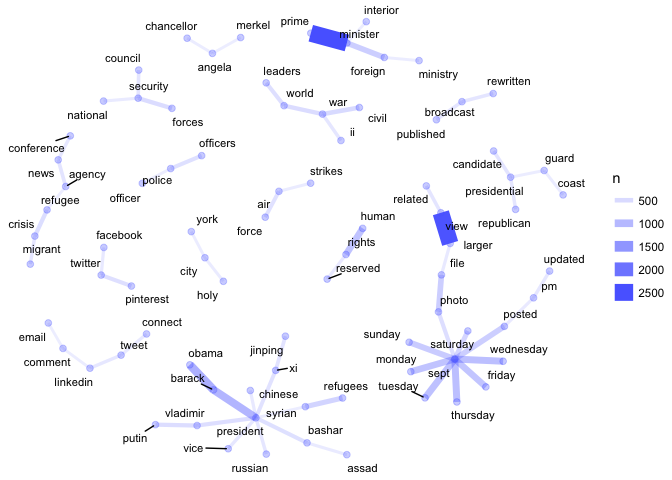 interior
prime
chancellor
merkel
minister
angela
foreign
ministry
council
leaders
rewritten
security
world
war
broadcast
national
forces
civil
ii
published
conference
officers
candidate
guard
news
agency
police
strikes
presidential
coast
officer
related
refugee
air
human
republican
crisis
force
york
view
facebook
rights
larger
migrant
city
reserved
file
updated
twitter
holy
pm
pinterest
photo
posted
connect
sunday
saturday
email
tweet
obama
jinping
monday
wednesday
comment
barack
xi
sept
friday
linkedin
chinese
refugees
tuesday
vladimir
syrian
thursday
putin
president
bashar
vice
russian
assad
n
500
1000
1500
2000
2500